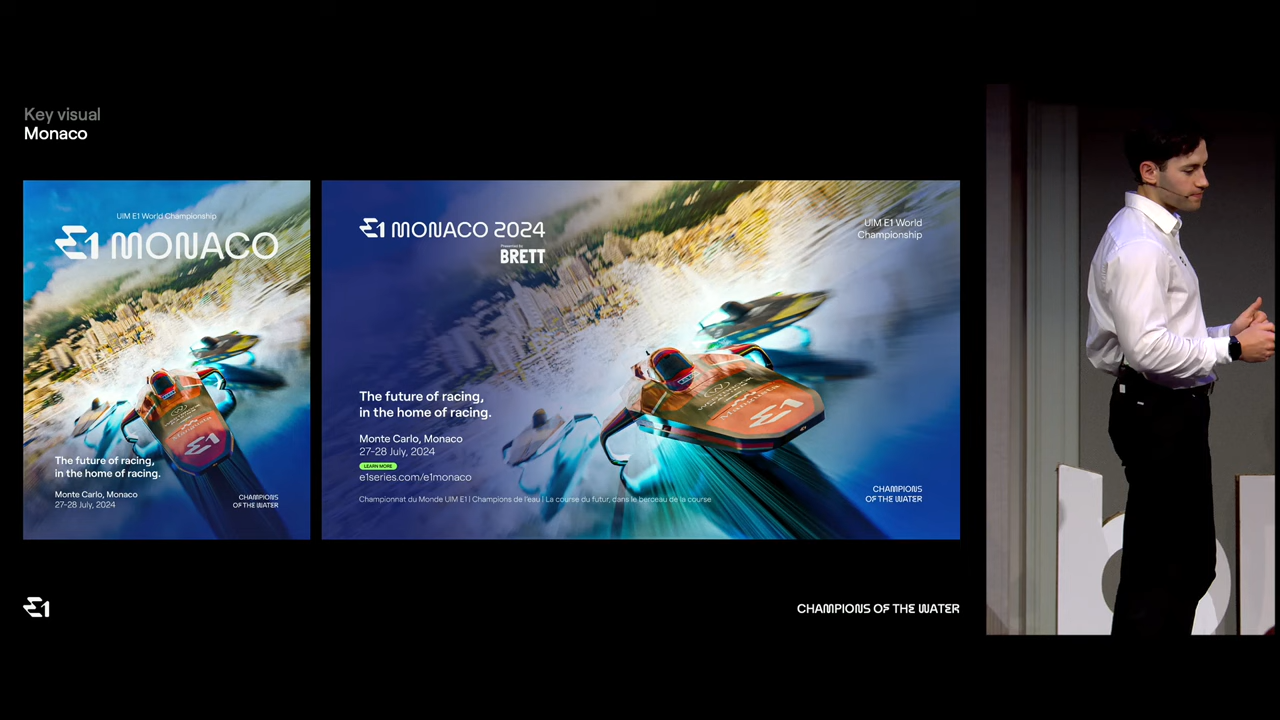 Key visual
Monaco
UIM E1 World Championship
E1 MONACO
The future of racing,
in the home of racing.
Monte Carlo, Monaco
27-28 July, 2024
CHAMPIONS
OF THE WATER
E1 MONACO 2024
Presented by
BRETT
UIM E1 World
Championship
The future of racing,
in the home of racing.
Monte Carlo, Monaco
27-28 July, 2024
LEARN MORE
e1series.com/e1monaco
Championnat du Monde UIM E1 | Champions de l'eau | La course du futur, dans le berceau de la course
CHAMPIONS
OF THE WATER
E1
CHAMPIONS OF THE WATER